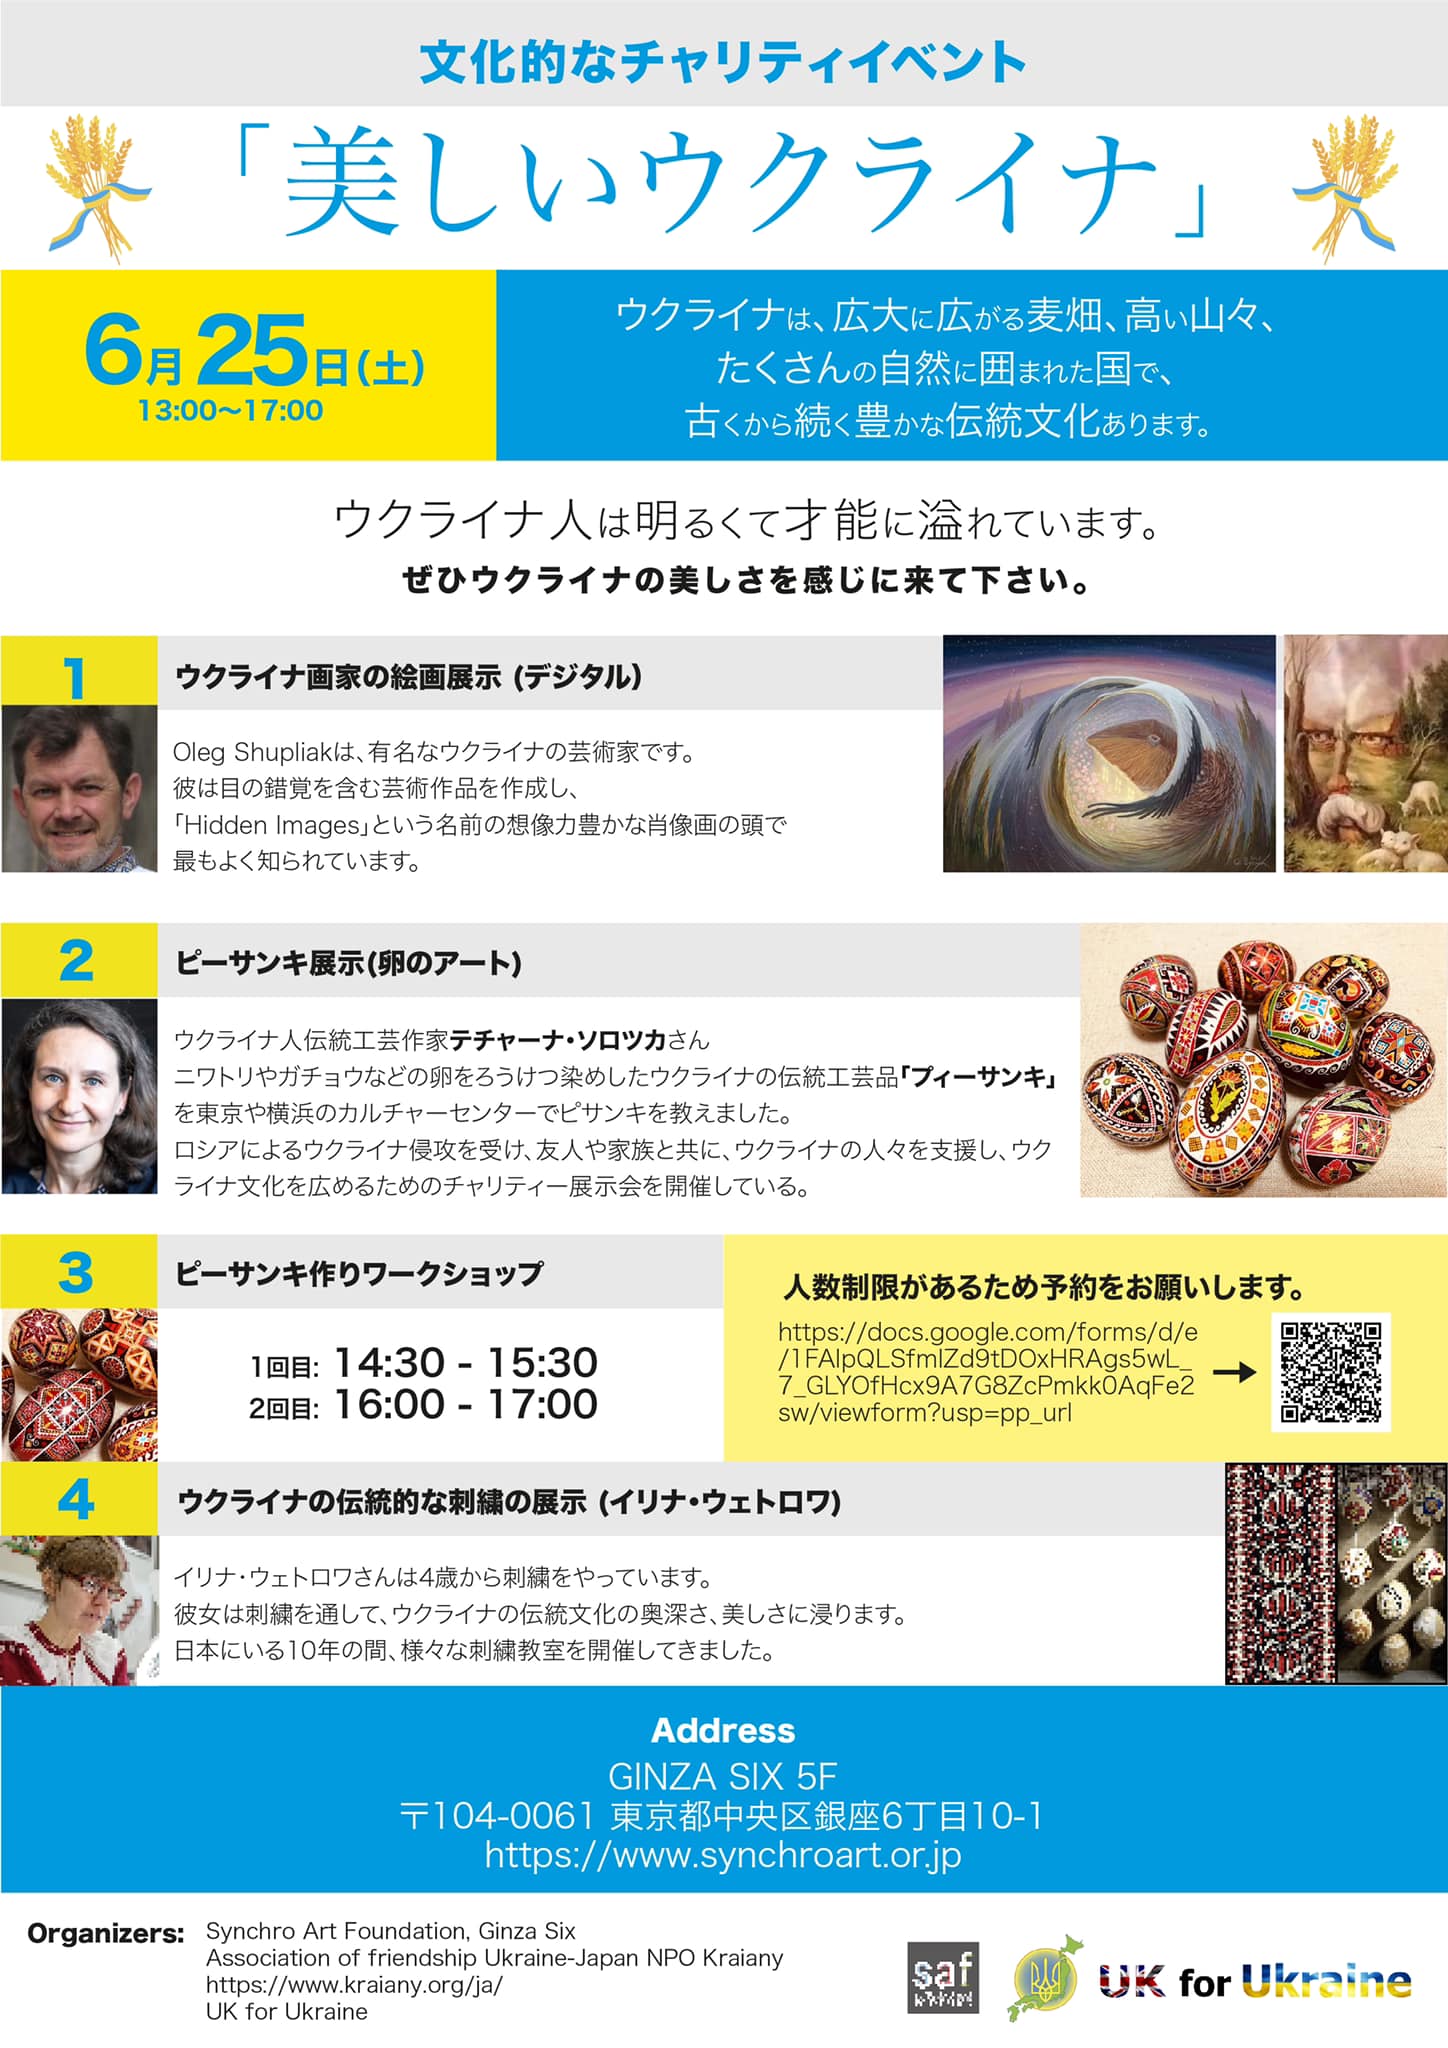 文化的なチャリティイベント
「美しいウクライナ」
6月25日(土)
13:00～17:00
ウクライナは、広大に広がる麦畑、高い山々、
たくさんの自然に囲まれた国で、
古くから続く豊かな伝統文化あります。
ウクライナ人は明るくて才能に溢れています。
ぜひウクライナの美しさを感じに来て下さい。
1
ウクライナ画家の絵画展示 (デジタル)
Oleg Shupliakは、有名なウクライナの芸術家です。
彼は目の錯覚を含む芸術作品を作成し、
「Hidden Images」という名前の想像力豊かな肖像画の頭で
最もよく知られています。
2
ピーサンキ展示(卵のアート)
ウクライナ人伝統工芸作家テチャーナ・ソロツカさん
ニワトリやガチョウなどの卵をろうけつ染めしたウクライナの伝統工芸品「プィーサンキ」
を東京や横浜のカルチャーセンターでピサンキを教えました。
ロシアによるウクライナ侵攻を受け、友人や家族と共に、ウクライナの人々を支援し、ウク
ライナ文化を広めるためのチャリティー展示会を開催している。
3
ピーサンキ作りワークショップ
1回目: 14:30 - 15:30
2回目: 16:00 - 17:00
人数制限があるため予約をお願いします。
https://docs.google.com/forms/d/e
/1FAIpQLSfmIZd9tDOxHRAgs5wL_
7_GLYOfHcx9A7G8ZcPmkk0AqFe2
sw/viewform?usp=pp_url
4
ウクライナの伝統的な刺繍の展示 (イリナ・ウェトロワ)
イリナ・ウェトロワさんは4歳から刺繍をやっています。
彼女は刺繍を通して、ウクライナの伝統文化の奥深さ、美しさに浸ります。
日本にいる10年の間、様々な刺繍教室を開催してきました。
Address
GINZA SIX 5F
〒104-0061 東京都中央区銀座6丁目10-1
https://www.synchroart.or.jp
Organizers:
Synchro Art Foundation, Ginza Six
Association of friendship Ukraine-Japan NPO Kraiany
https://www.kraiany.org/ja/
UK for Ukraine
saf
UK for Ukraine